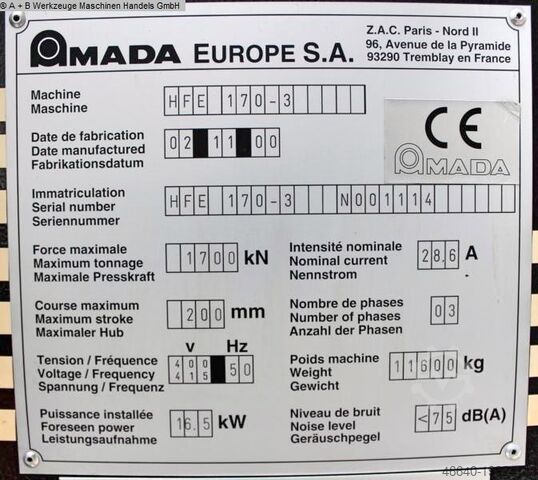 © A + B Werkzeuge Maschinen Handels GmbH
AMADA EUROPE S.A.
Z.A.C. Paris - Nord II
96, Avenue de la Pyramide
93290 Tremblay en France
Machine
Maschine
HFE 170-3
CE
AMADA
Date de fabrication
Date manufactured
Fabrikationsdatum
02 11 00
Immatriculation
Serial number
Seriennummer
HFE 170-3 N001114
Force maximale
Maximum tonnage
Maximale Presskraft
1700 kN
Intensité nominale
Nominal current
Nennstrom
28.6 A
Course maximum
Maximum stroke
Maximaler Hub
200 mm
Nombre de phases
Number of phases
Anzahl der Phasen
03
V Hz
Tension / Fréquence
Voltage / Frequency
Spannung / Frequenz
400
415 50
Poids machine
Weight
Gewicht
11600 kg
Puissance installée
Foreseen power
Leistungsaufnahme
16.5 kW
Niveau de bruit
Noise level
Geräuschpegel
<75 dB(A)